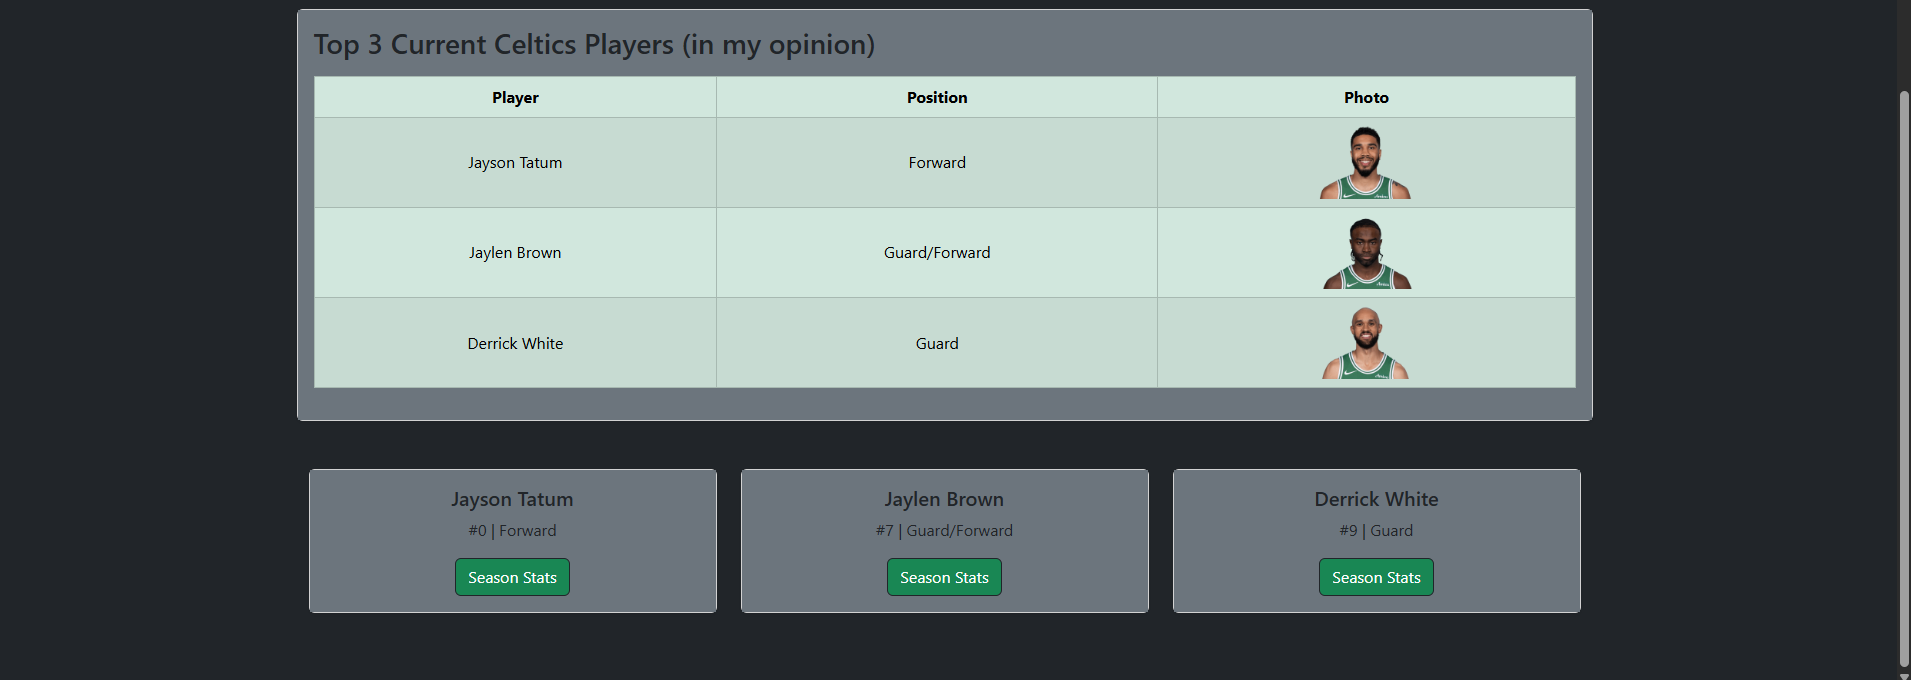 Top 3 Current Celtics Players (in my opinion)
Player Position Photo
Jayson Tatum Forward
Jaylen Brown Guard/Forward
Derrick White Guard
Jayson Tatum
#0 | Forward
Season Stats
Jaylen Brown
#7 | Guard/Forward
Season Stats
Derrick White
#9 | Guard
Season Stats